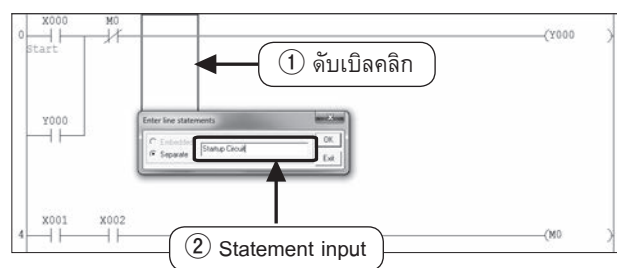 X000 M0
0 (Y000 )
Start
① ดับเบิลคลิก
Y000
Enter line statements
Embedded
Separate
Startup Circuit
OK
Exit
X001 X002
4 (M0 )
② Statement input